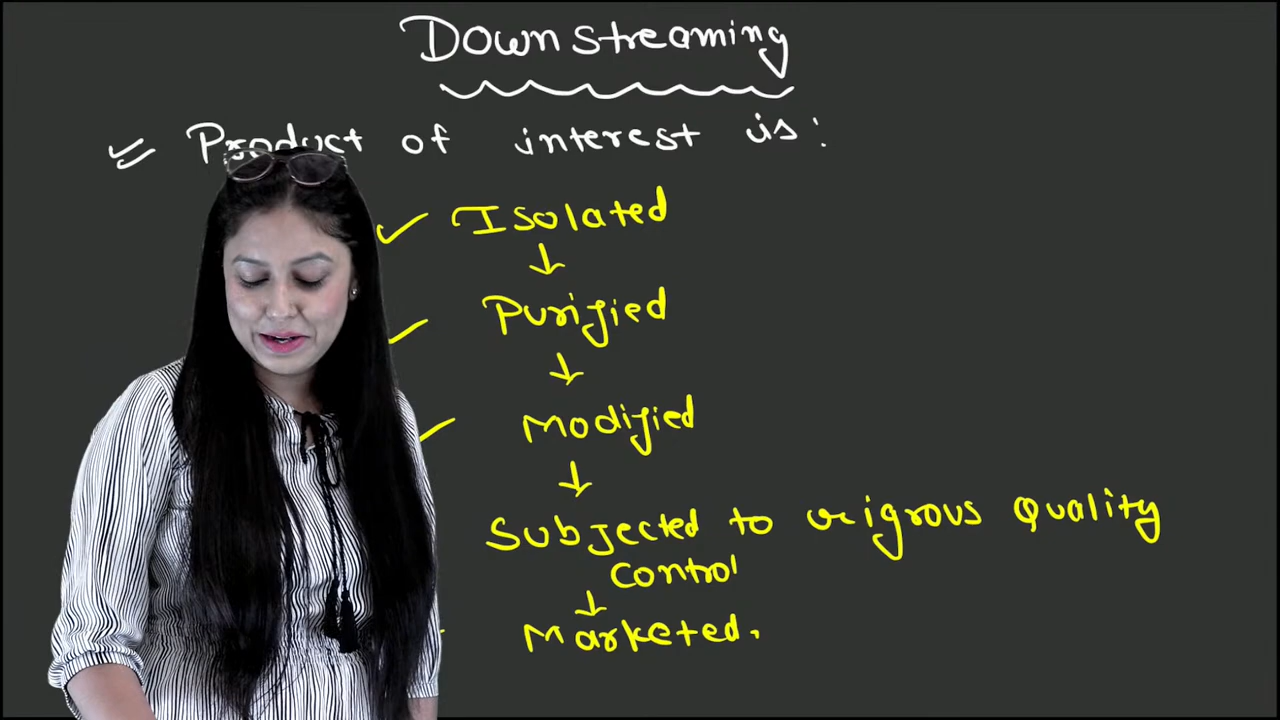 Downstreaming
Product of interest is:
Isolated
Purified
Modified
Subjected to rigrous Quality
Control
Marketed.